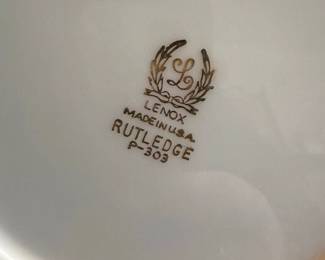 L
LENOX
MADE IN U.S.A.
RUTLEDGE
P-303